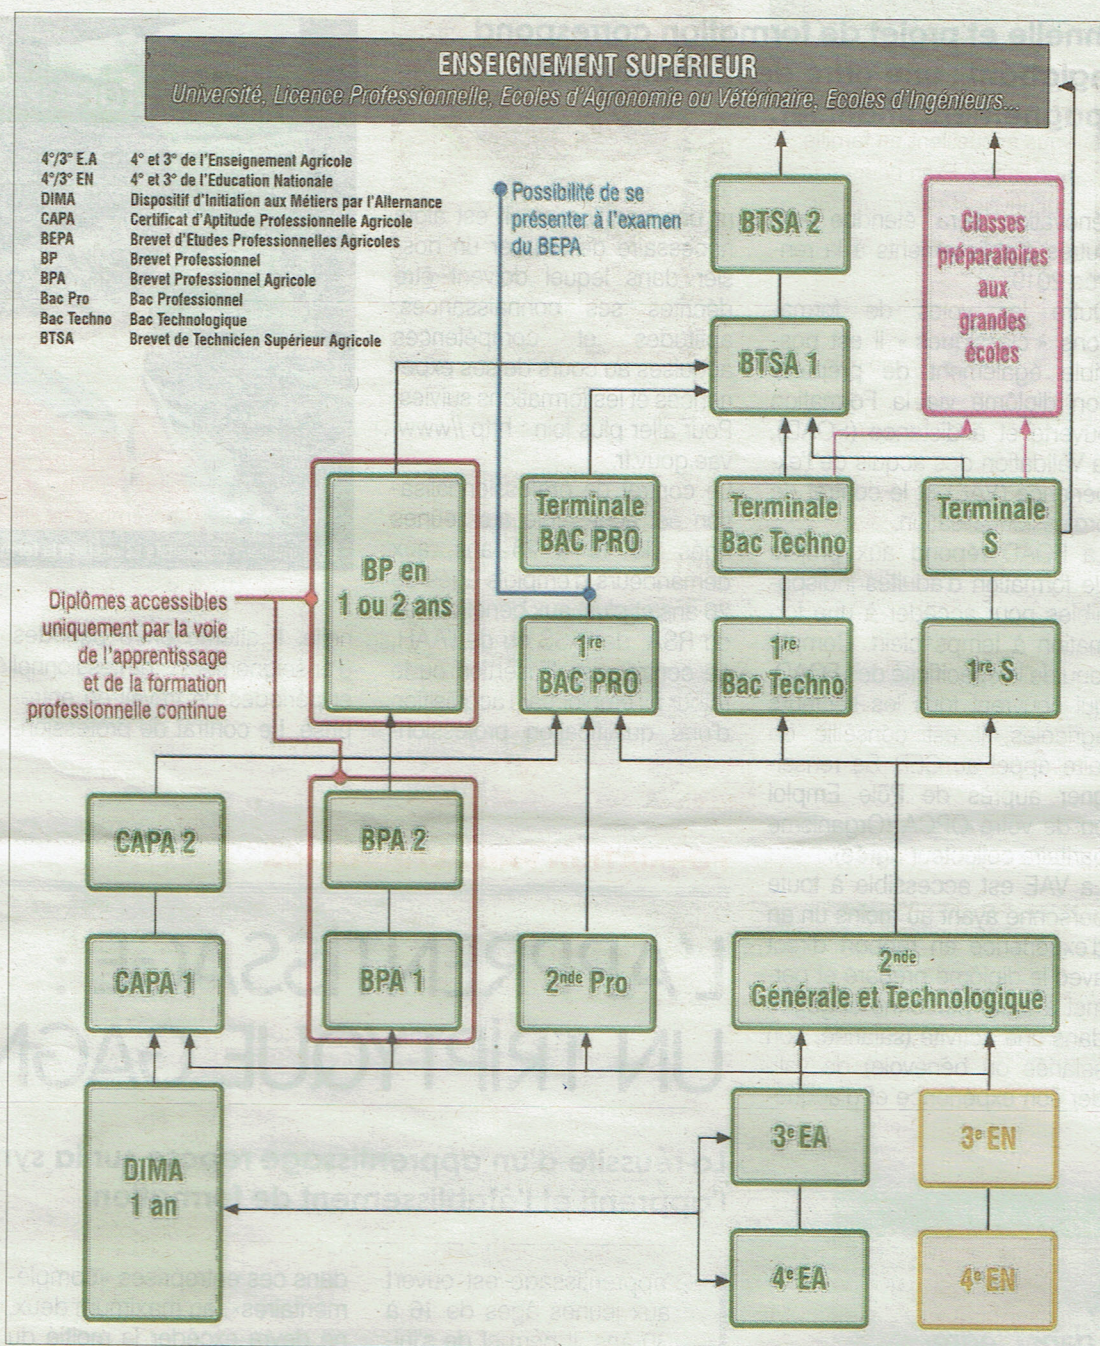 ENSEIGNEMENT SUPÉRIEUR
Université, Licence Professionnelle, Ecoles d'Agronomie ou Vétérinaire, Ecoles d'Ingénieurs...
4°/3° E.A 4° et 3° de l'Enseignement Agricole
4°/3° EN 4° et 3° de l'Education Nationale
DIMA Dispositif d'Initiation aux Métiers par l'Alternance
CAPA Certificat d'Aptitude Professionnelle Agricole
BEPA Brevet d'Etudes Professionnelles Agricoles
BP Brevet Professionnel
BPA Brevet Professionnel Agricole
Bac Pro Bac Professionnel
Bac Techno Bac Technologique
BTSA Brevet de Technicien Supérieur Agricole
Possibilité de se
présenter à l'examen
du BEPA
BTSA 2
Classes
préparatoires
aux
grandes
écoles
BTSA 1
BP en
1 ou 2 ans
Terminale
BAC PRO
Terminale
Bac Techno
Terminale
S
Diplômes accessibles
uniquement par la voie
de l'apprentissage
et de la formation
professionnelle continue
1re
BAC PRO
1re
Bac Techno
1re S
CAPA 2
BPA 2
CAPA 1
BPA 1
2nde Pro
2nde
Générale et Technologique
DIMA
1 an
3e EA
3e EN
4e EA
4e EN